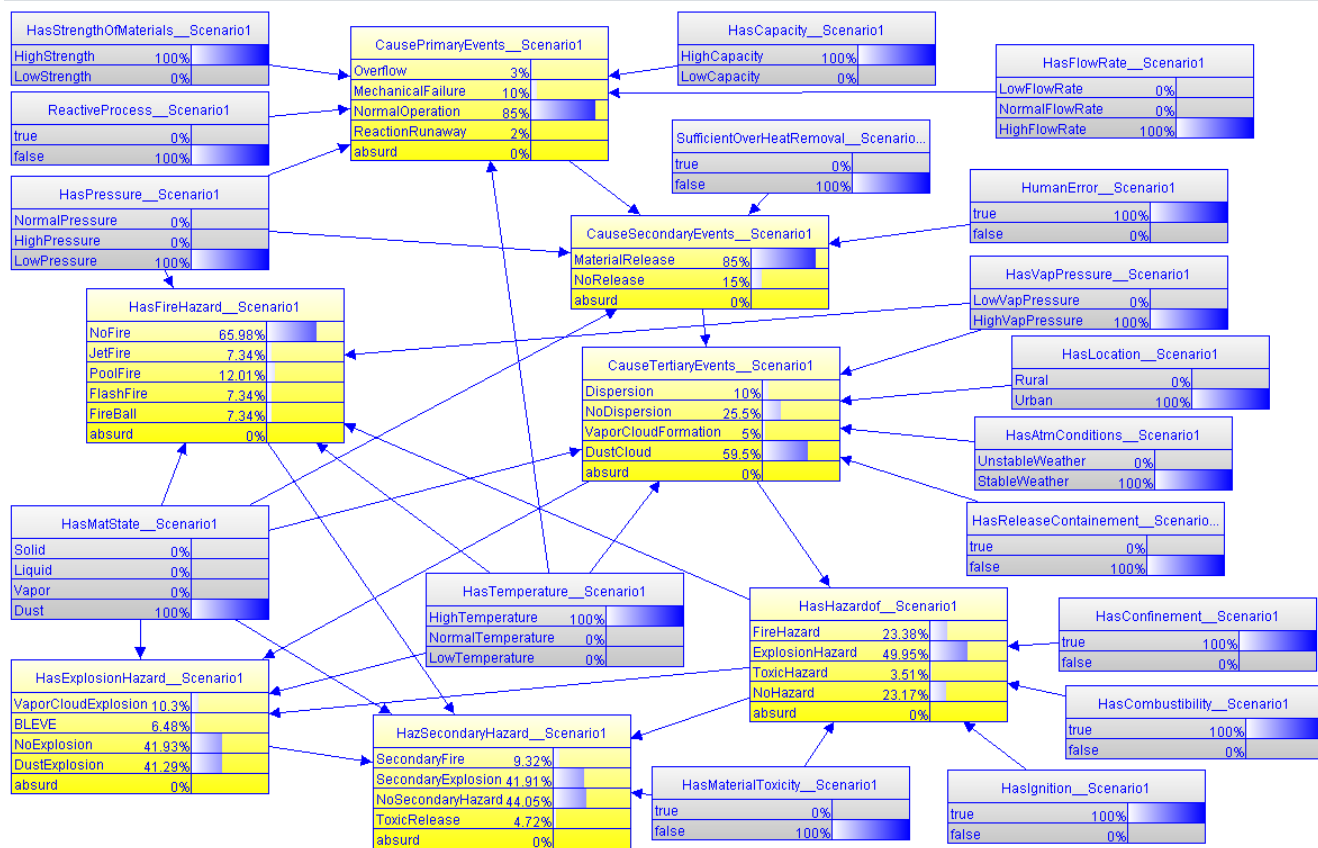 HasStrengthOfMaterials__Scenario1
HighStrength 100%
LowStrength 0%
CausePrimaryEvents__Scenario1
Overflow 3%
MechanicalFailure 10%
NormalOperation 85%
ReactionRunaway 2%
absurd 0%
HasCapacity__Scenario1
HighCapacity 100%
LowCapacity 0%
HasFlowRate__Scenario1
LowFlowRate 0%
NormalFlowRate 0%
HighFlowRate 100%
ReactiveProcess__Scenario1
true 0%
false 100%
SufficientOverHeatRemoval__Scenario...
true 0%
false 100%
HasPressure__Scenario1
NormalPressure 0%
HighPressure 0%
LowPressure 100%
HumanError__Scenario1
true 100%
false 0%
CauseSecondaryEvents__Scenario1
MaterialRelease 85%
NoRelease 15%
absurd 0%
HasVapPressure__Scenario1
LowVapPressure 0%
HighVapPressure 100%
HasFireHazard__Scenario1
NoFire 65.98%
JetFire 7.34%
PoolFire 12.01%
FlashFire 7.34%
FireBall 7.34%
absurd 0%
CauseTertiaryEvents__Scenario1
Dispersion 10%
NoDispersion 25.5%
VaporCloudFormation 5%
DustCloud 59.5%
absurd 0%
HasLocation__Scenario1
Rural 0%
Urban 100%
HasAtmConditions__Scenario1
UnstableWeather 0%
StableWeather 100%
HasMatState__Scenario1
Solid 0%
Liquid 0%
Vapor 0%
Dust 100%
HasReleaseContainement__Scenario...
true 0%
false 100%
HasTemperature__Scenario1
HighTemperature 100%
NormalTemperature 0%
LowTemperature 0%
HasHazardof__Scenario1
FireHazard 23.38%
ExplosionHazard 49.95%
ToxicHazard 3.51%
NoHazard 23.17%
absurd 0%
HasConfinement__Scenario1
true 100%
false 0%
HasExplosionHazard__Scenario1
VaporCloudExplosion 10.3%
BLEVE 6.48%
NoExplosion 41.93%
DustExplosion 41.29%
absurd 0%
HasCombustibility__Scenario1
true 100%
false 0%
HazSecondaryHazard__Scenario1
SecondaryFire 9.32%
SecondaryExplosion 41.91%
NoSecondaryHazard 44.05%
ToxicRelease 4.72%
absurd 0%
HasMaterialToxicity__Scenario1
true 0%
false 100%
HasIgnition__Scenario1
true 100%
false 0%